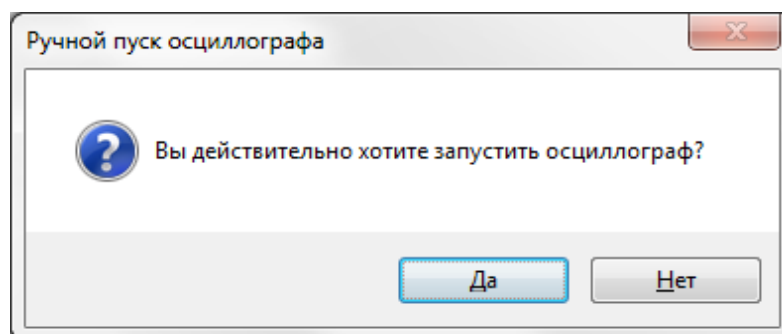 Ручной пуск осциллографа
Вы действительно хотите запустить осциллограф?
Да
Нет